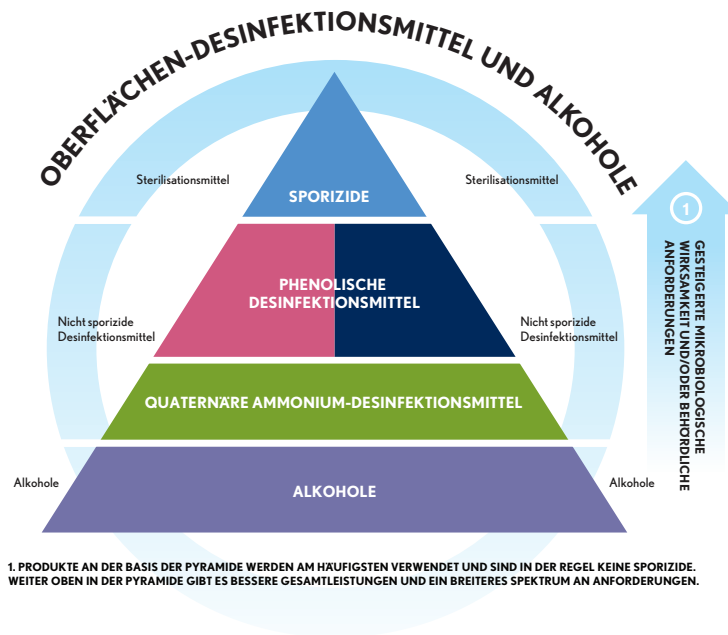 OBERFLÄCHEN-DESINFEKTIONSMITTEL UND ALKOHOLE
Sterilisationsmittel
Sterilisationsmittel
SPORIZIDE
1
GESTEIGERTE MIKROBIOLOGISCHE
WIRKSAMKEIT UND/ODER BEHÖRDLICHE
ANFORDERUNGEN
PHENOLISCHE
DESINFEKTIONSMITTEL
Nicht sporizide
Desinfektionsmittel
Nicht sporizide
Desinfektionsmittel
QUATERNÄRE AMMONIUM-DESINFEKTIONSMITTEL
Alkohole
ALKOHOLE
Alkohole
1. PRODUKTE AN DER BASIS DER PYRAMIDE WERDEN AM HÄUFIGSTEN VERWENDET UND SIND IN DER REGEL KEINE SPORIZIDE.
WEITER OBEN IN DER PYRAMIDE GIBT ES BESSERE GESAMTLEISTUNGEN UND EIN BREITERES SPEKTRUM AN ANFORDERUNGEN.